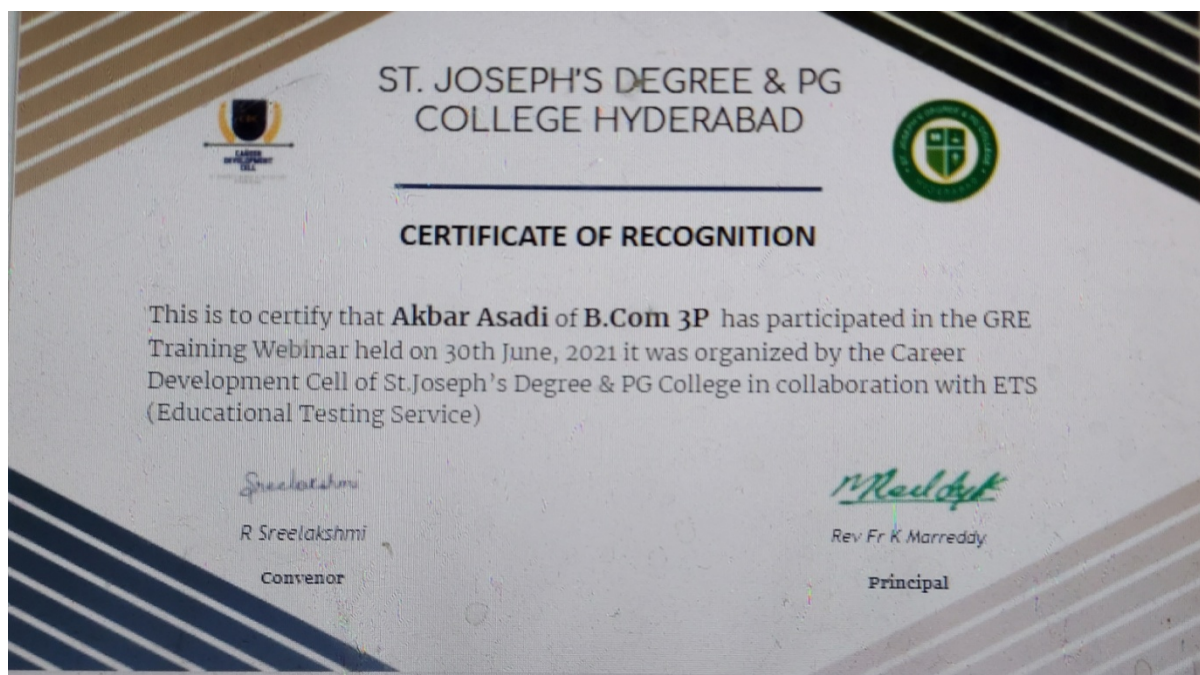 ST. JOSEPH'S DEGREE & PG
COLLEGE HYDERABAD
CAREER
DEVELOPMENT
CELL
CERTIFICATE OF RECOGNITION
This is to certify that Akbar Asadi of B.Com 3P has participated in the GRE
Training Webinar held on 30th June, 2021 it was organized by the Career
Development Cell of St.Joseph's Degree & PG College in collaboration with ETS
(Educational Testing Service)
Sreelakshmi
R Sreelakshmi
Rev Fr K Marreddy
Convenor
Principal